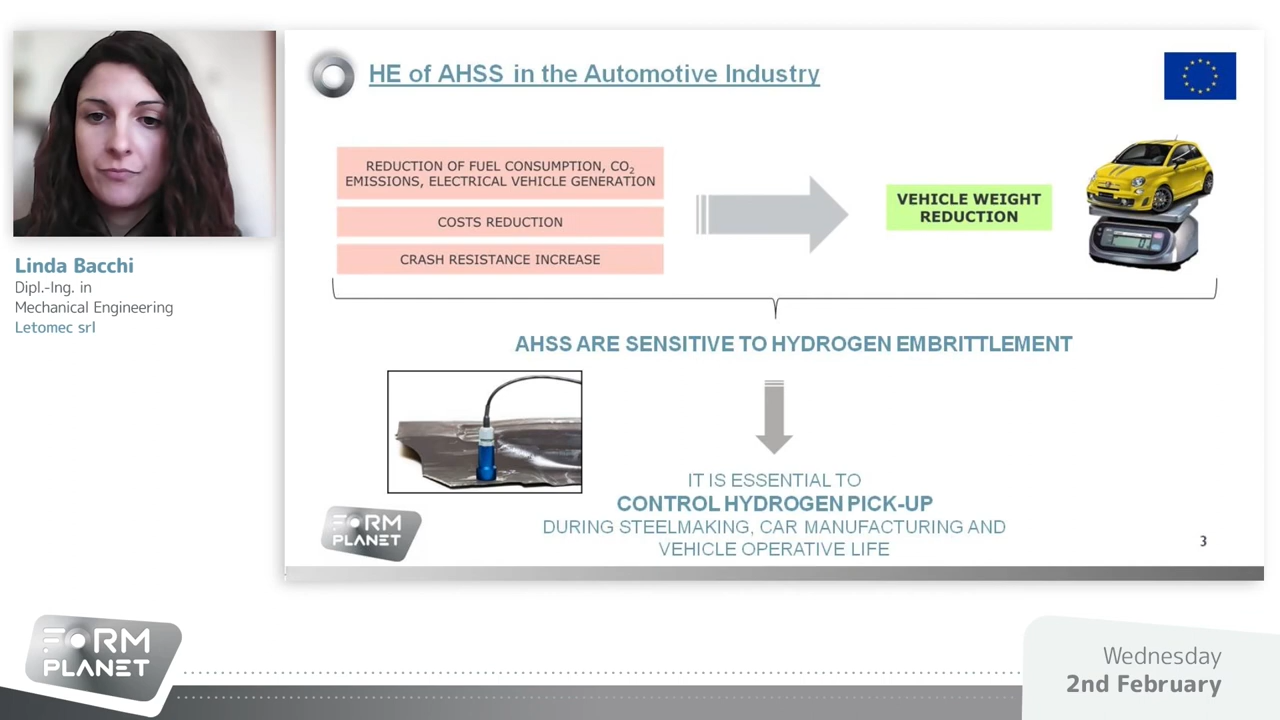 Linda Bacchi
Dipl.-Ing. in
Mechanical Engineering
Letomec srl
HE of AHSS in the Automotive Industry
REDUCTION OF FUEL CONSUMPTION, CO₂
EMISSIONS, ELECTRICAL VEHICLE GENERATION
COSTS REDUCTION
CRASH RESISTANCE INCREASE
VEHICLE WEIGHT
REDUCTION
AHSS ARE SENSITIVE TO HYDROGEN EMBRITTLEMENT
IT IS ESSENTIAL TO
CONTROL HYDROGEN PICK-UP
DURING STEELMAKING, CAR MANUFACTURING AND
VEHICLE OPERATIVE LIFE
FORM
PLANET
3
FORM
PLANET
Wednesday
2nd February